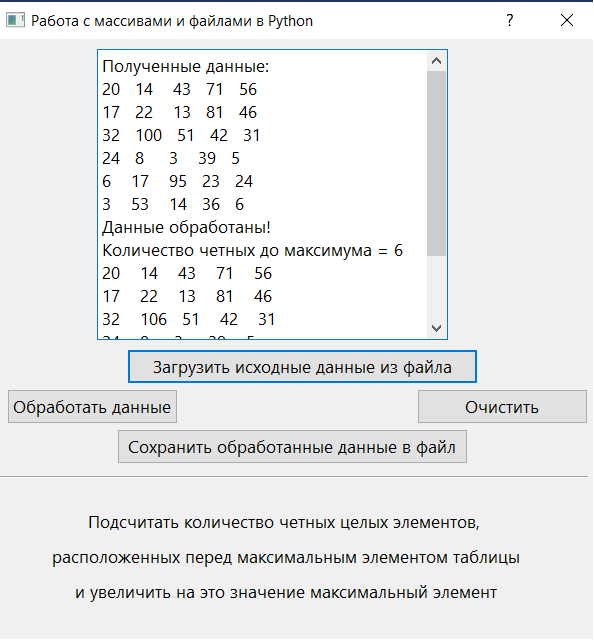 Работа с массивами и файлами в Python
Полученные данные:
20 14 43 71 56
17 22 13 81 46
32 100 51 42 31
24 8 3 39 5
6 17 95 23 24
3 53 14 36 6
Данные обработаны!
Количество четных до максимума = 6
20 14 43 71 56
17 22 13 81 46
32 106 51 42 31
Загрузить исходные данные из файла
Обработать данные
Очистить
Сохранить обработанные данные в файл
Подсчитать количество четных целых элементов,
расположенных перед максимальным элементом таблицы
и увеличить на это значение максимальный элемент